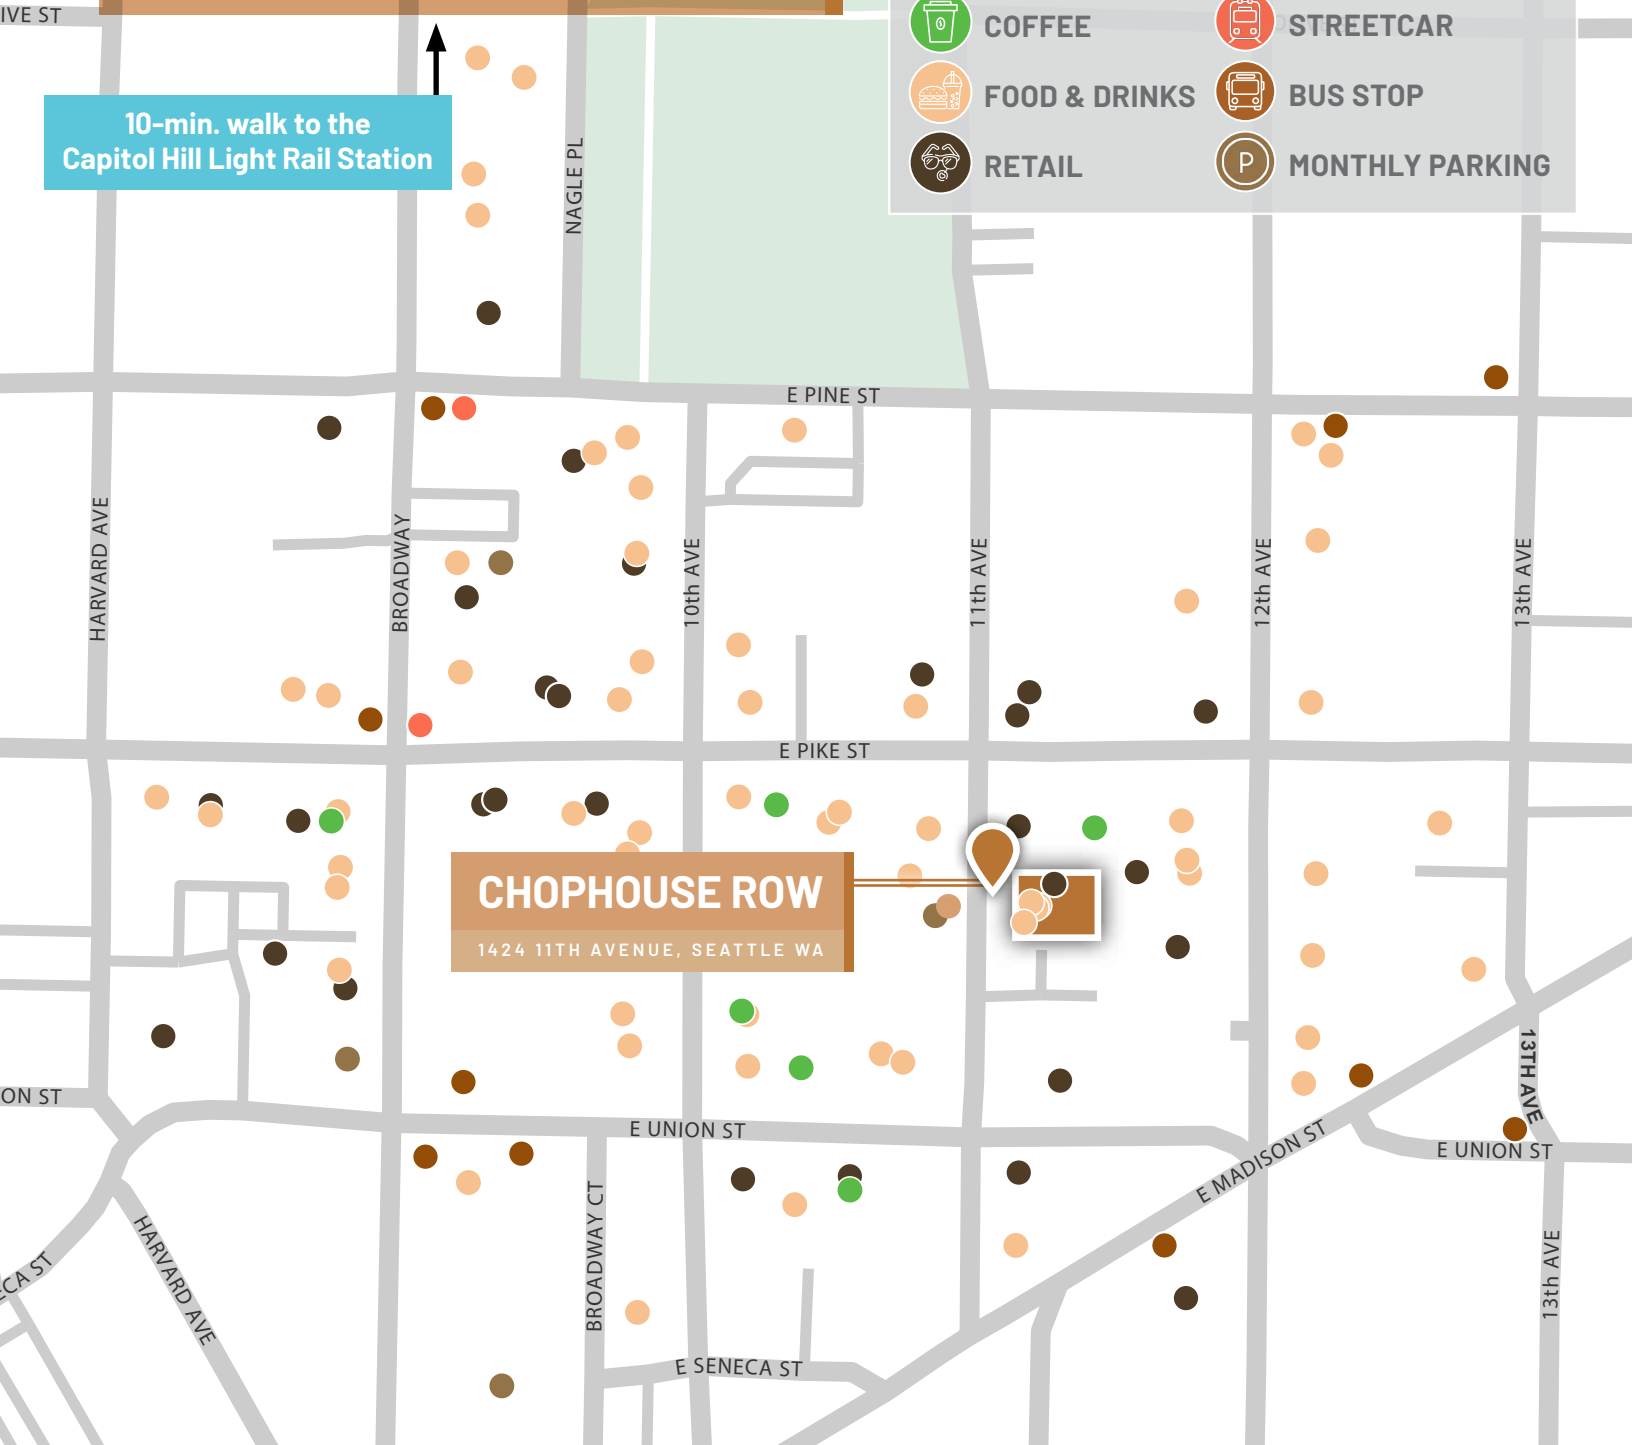 IVE ST
COFFEE
STREETCAR
FOOD & DRINKS
BUS STOP
RETAIL
P
MONTHLY PARKING
10-min. walk to the
Capitol Hill Light Rail Station
NAGLE PL
E PINE ST
HARVARD AVE
BROADWAY
10th AVE
11th AVE
12th AVE
13th AVE
E PIKE ST
CHOPHOUSE ROW
1424 11TH AVENUE, SEATTLE WA
ON ST
E UNION ST
13TH AVE
E MADISON ST
E UNION ST
HARVARD AVE
BROADWAY CT
13th AVE
CA ST
E SENECA ST